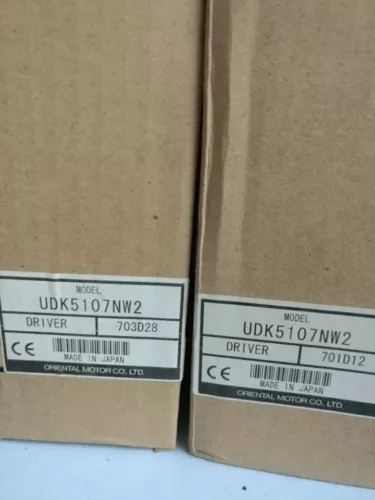 MODEL
UDK5107NW2
DRIVER 703D28
CE
MADE IN JAPAN
ORIENTAL MOTOR CO., LTD.
MODEL
UDK5107NW2
DRIVER 701D12
CE
MADE IN JAPAN
ORIENTAL MOTOR CO., LTD.